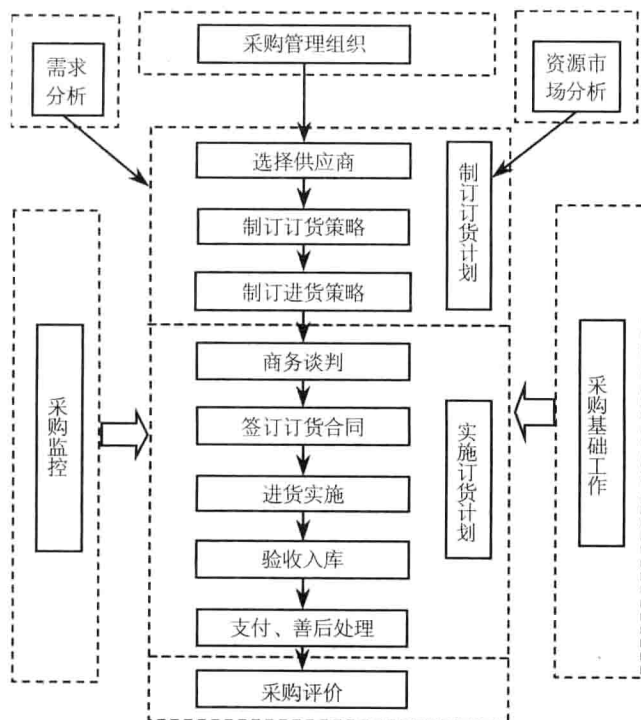 采购管理组织
需求
分析
资源市
场分析
选择供应商
制订订货策略
制订进货策略
制订订货计划
商务谈判
签订订货合同
进货实施
验收入库
支付、善后处理
实施订货计划
采购监控
采购基础工作
采购评价